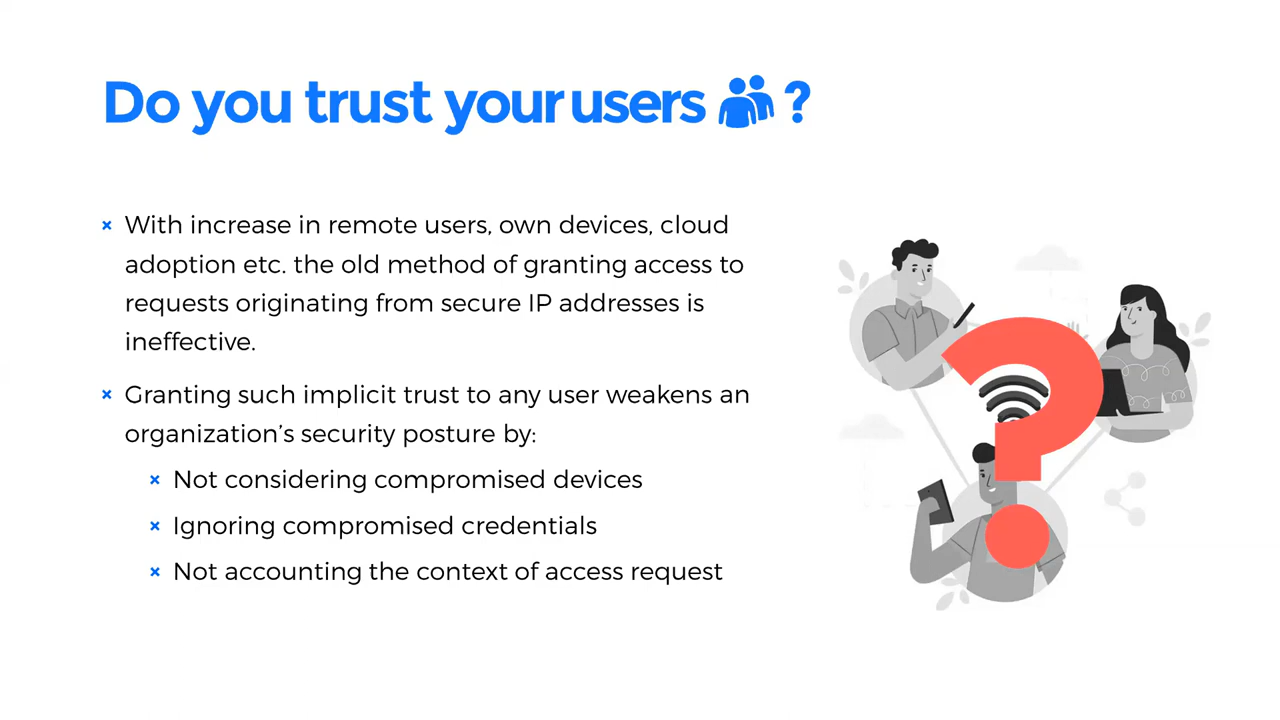 Do you trust your users ?
× With increase in remote users, own devices, cloud
adoption etc. the old method of granting access to
requests originating from secure IP addresses is
ineffective.
× Granting such implicit trust to any user weakens an
organization’s security posture by:
× Not considering compromised devices
× Ignoring compromised credentials
× Not accounting the context of access request